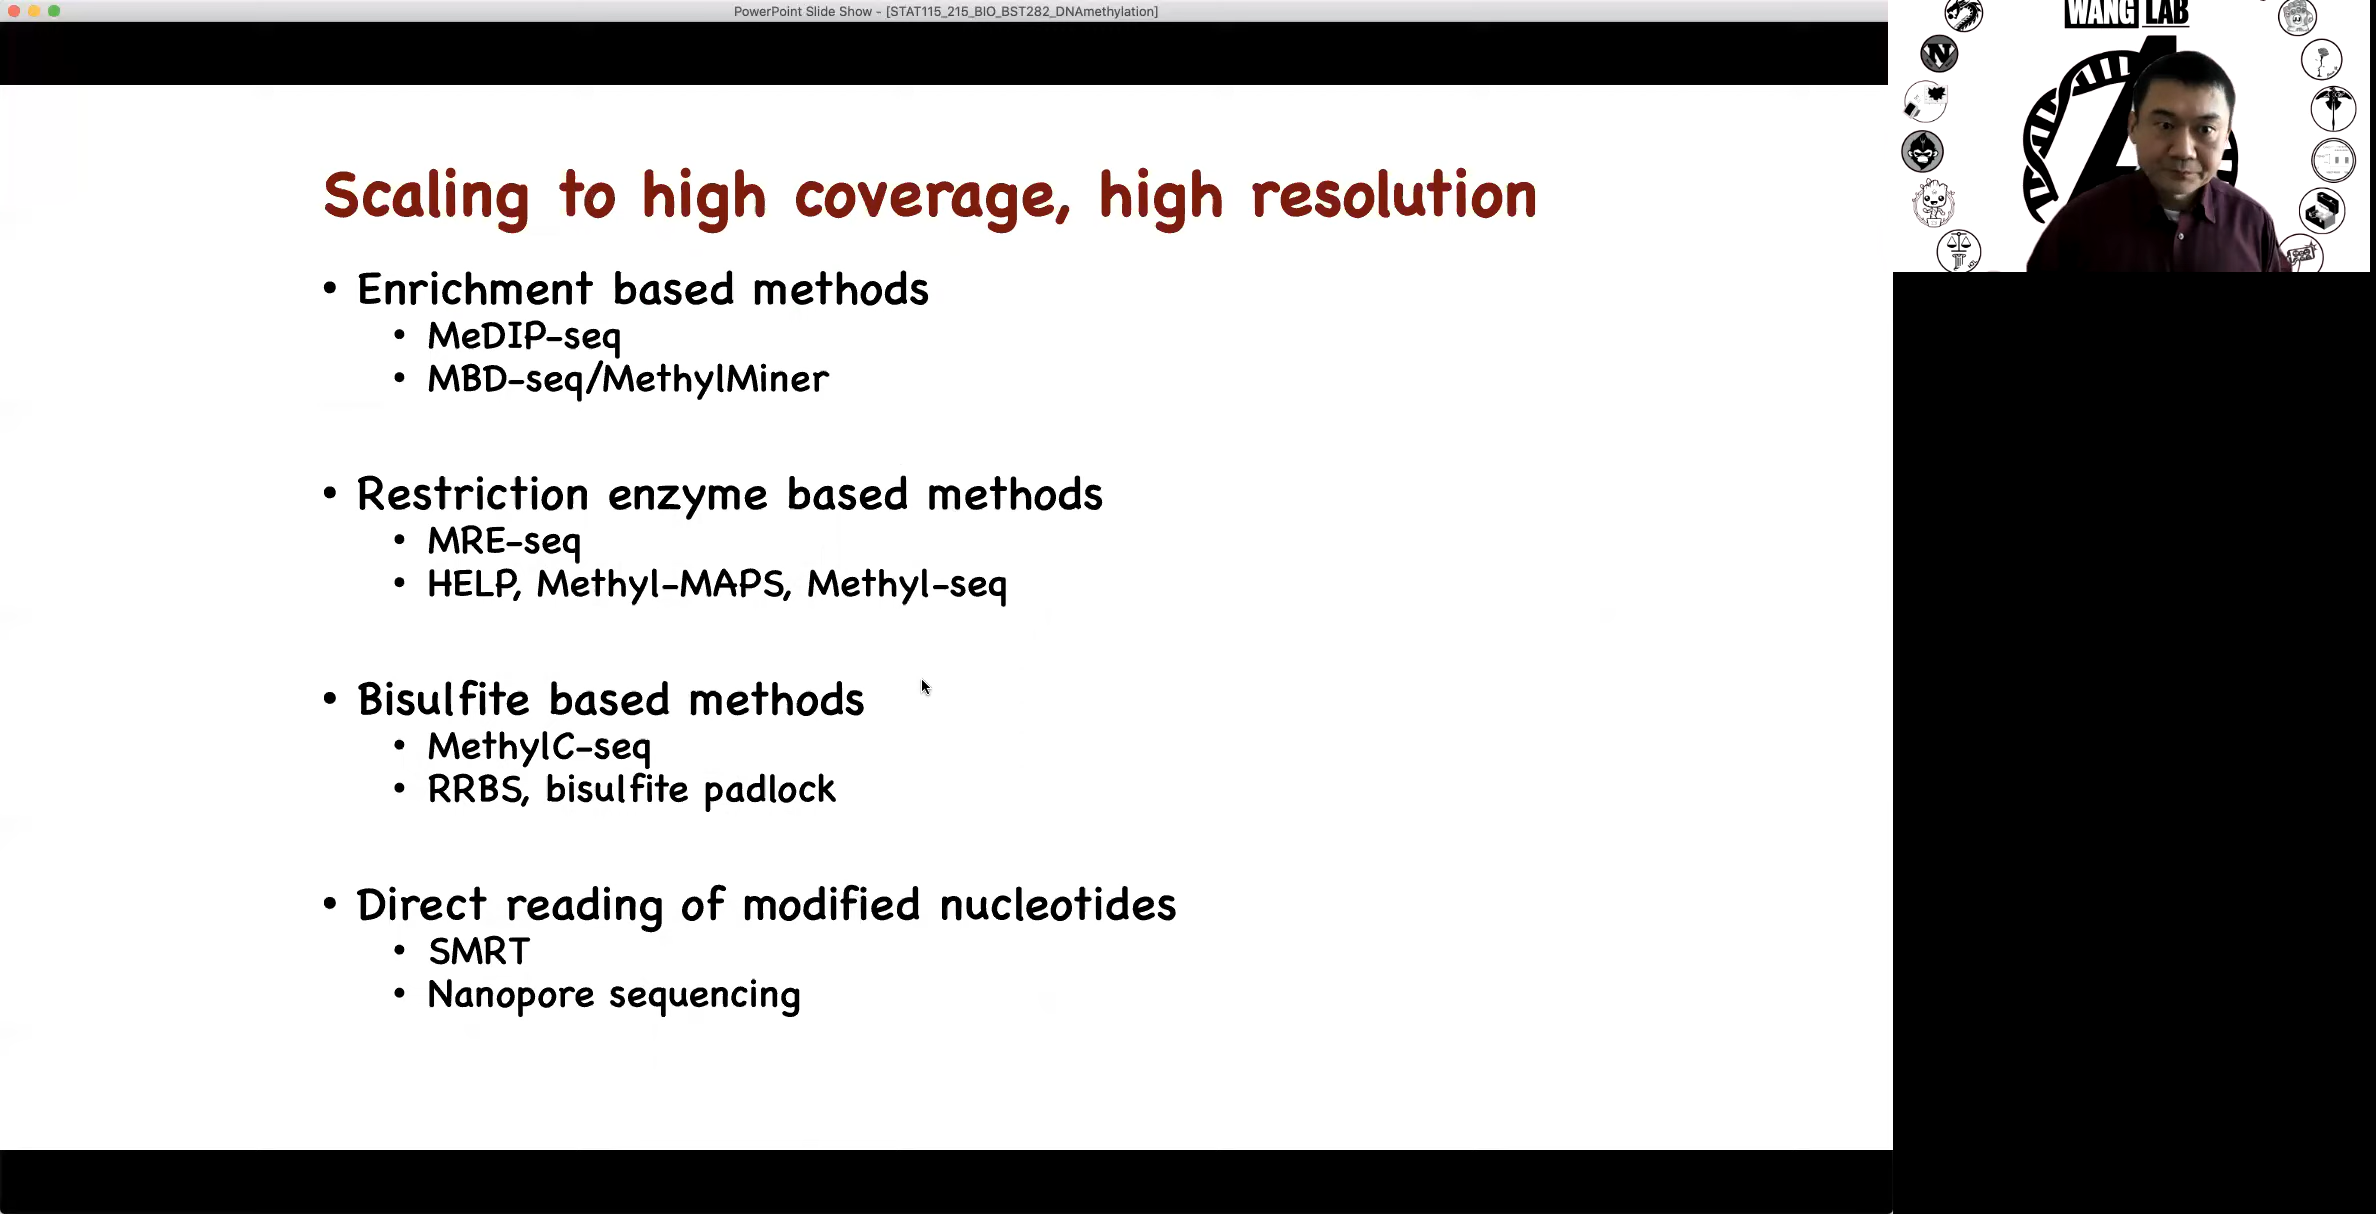 PowerPoint Slide Show - [STAT115_215_BIO_BST282_DNAmethylation]
WANG LAB
Scaling to high coverage, high resolution
• Enrichment based methods
• MeDIP-seq
• MBD-seq/MethylMiner
• Restriction enzyme based methods
• MRE-seq
• HELP, Methyl-MAPS, Methyl-seq
• Bisulfite based methods
• MethylC-seq
• RRBS, bisulfite padlock
• Direct reading of modified nucleotides
• SMRT
• Nanopore sequencing